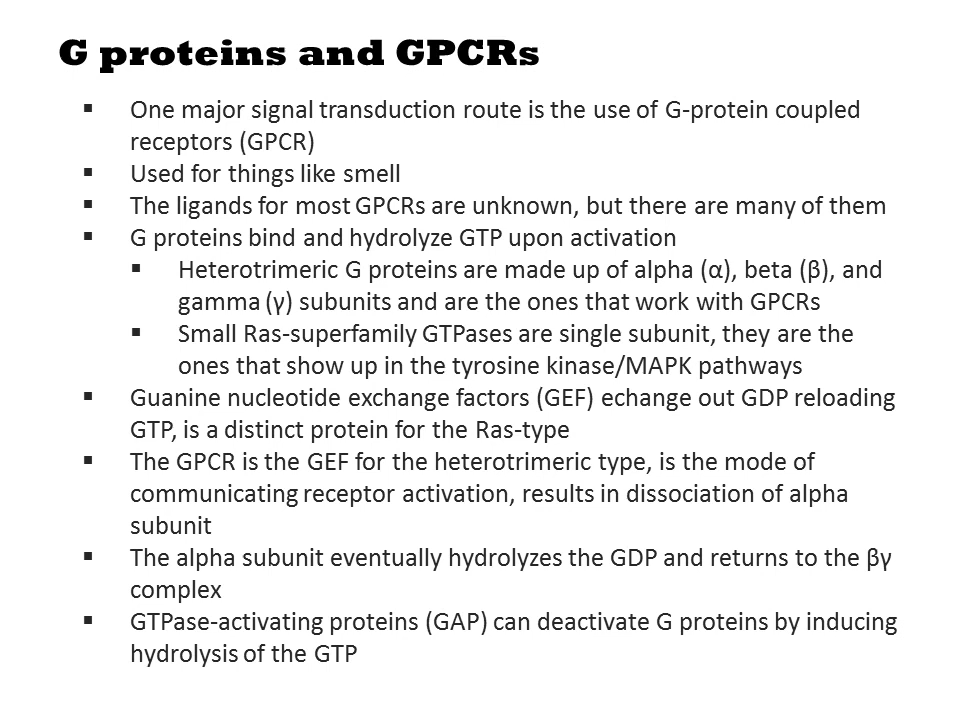 G proteins and GPCRs
▪ One major signal transduction route is the use of G-protein coupled
receptors (GPCR)
▪ Used for things like smell
▪ The ligands for most GPCRs are unknown, but there are many of them
▪ G proteins bind and hydrolyze GTP upon activation
▪ Heterotrimeric G proteins are made up of alpha (α), beta (β), and
gamma (γ) subunits and are the ones that work with GPCRs
▪ Small Ras-superfamily GTPases are single subunit, they are the
ones that show up in the tyrosine kinase/MAPK pathways
▪ Guanine nucleotide exchange factors (GEF) echange out GDP reloading
GTP, is a distinct protein for the Ras-type
▪ The GPCR is the GEF for the heterotrimeric type, is the mode of
communicating receptor activation, results in dissociation of alpha
subunit
▪ The alpha subunit eventually hydrolyzes the GDP and returns to the βγ
complex
▪ GTPase-activating proteins (GAP) can deactivate G proteins by inducing
hydrolysis of the GTP